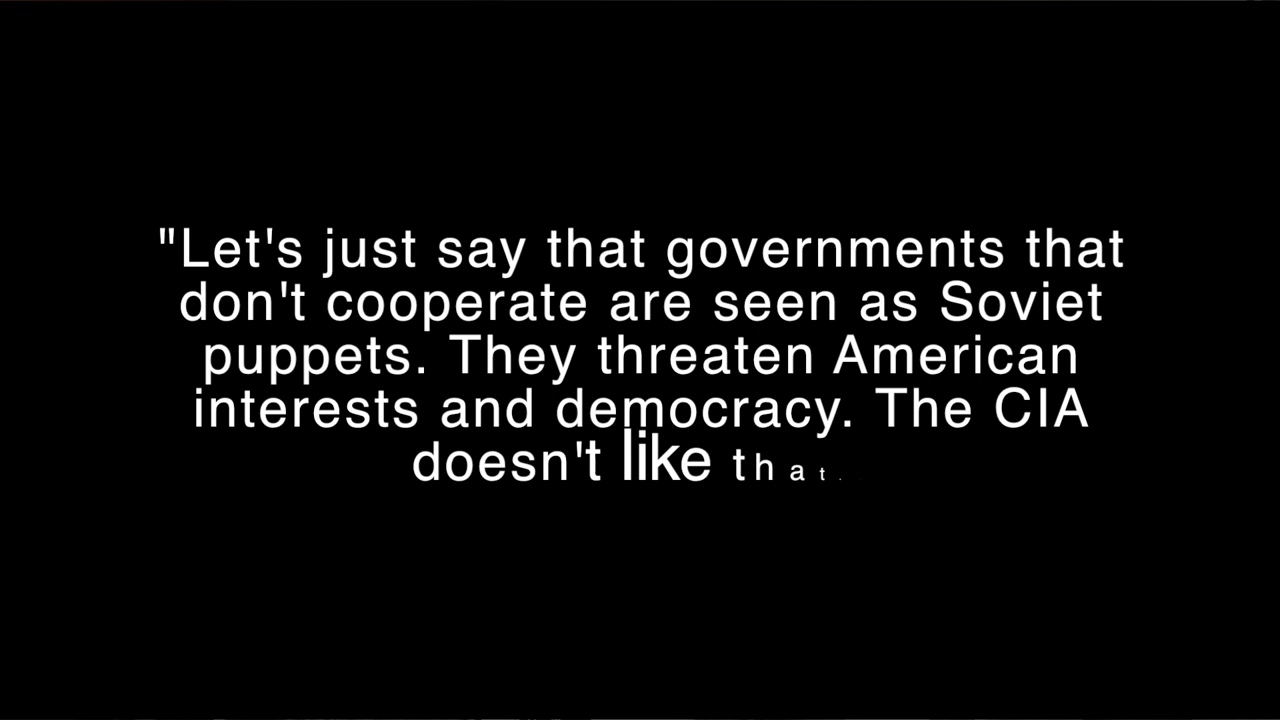 "Let's just say that governments that
don't cooperate are seen as Soviet
puppets. They threaten American
interests and democracy. The CIA
doesn't like that.